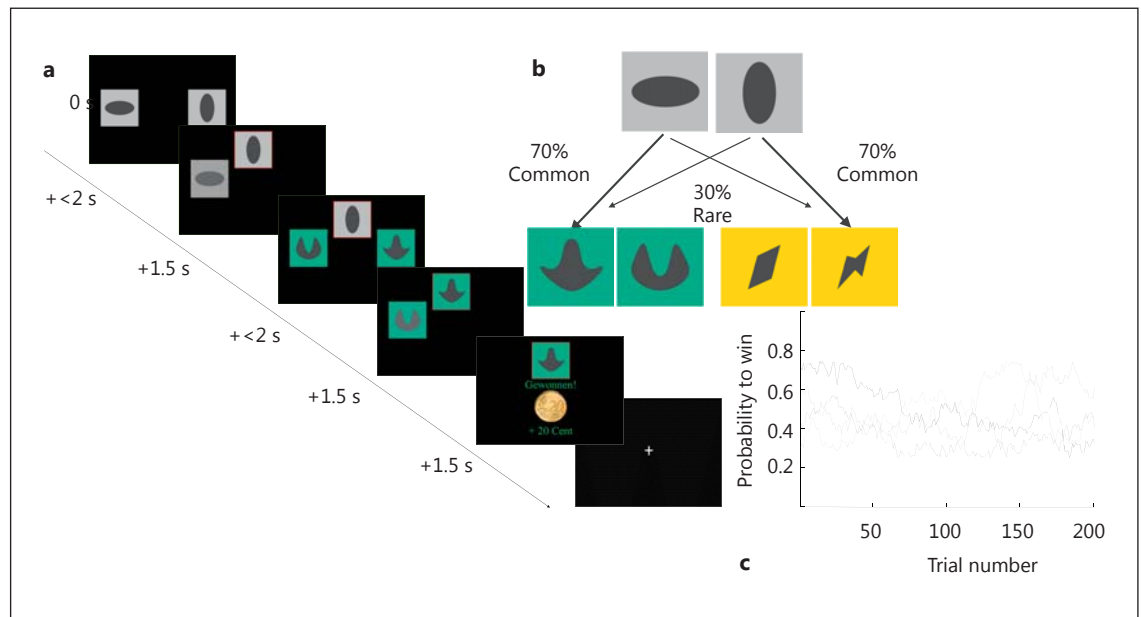 a
0 s
+<2 s
+1.5 s
+<2 s
+1.5 s
+1.5 s
Gewonnen!
+ 20 Cent
+
b
70%
Common
30%
Rare
70%
Common
Probability to win
0.8
0.6
0.4
0.2
50
100
150
200
Trial number
c